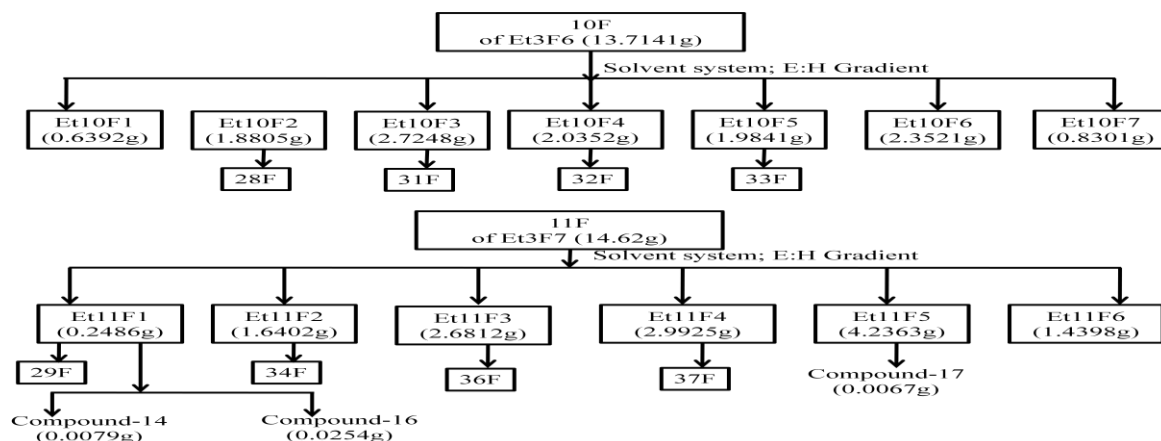 10F
of Et3F6 (13.7141g)
Solvent system; E:H Gradient
Et10F1
(0.6392g)
Et10F2
(1.8805g)
Et10F3
(2.7248g)
Et10F4
(2.0352g)
Et10F5
(1.9841g)
Et10F6
(2.3521g)
Et10F7
(0.8301g)
28F
31F
32F
33F
11F
of Et3F7 (14.62g)
Solvent system; E:H Gradient
Et11F1
(0.2486g)
Et11F2
(1.6402g)
Et11F3
(2.6812g)
Et11F4
(2.9925g)
Et11F5
(4.2363g)
Et11F6
(1.4398g)
29F
34F
36F
37F
Compound-17
(0.0067g)
Compound-14
(0.0079g)
Compound-16
(0.0254g)